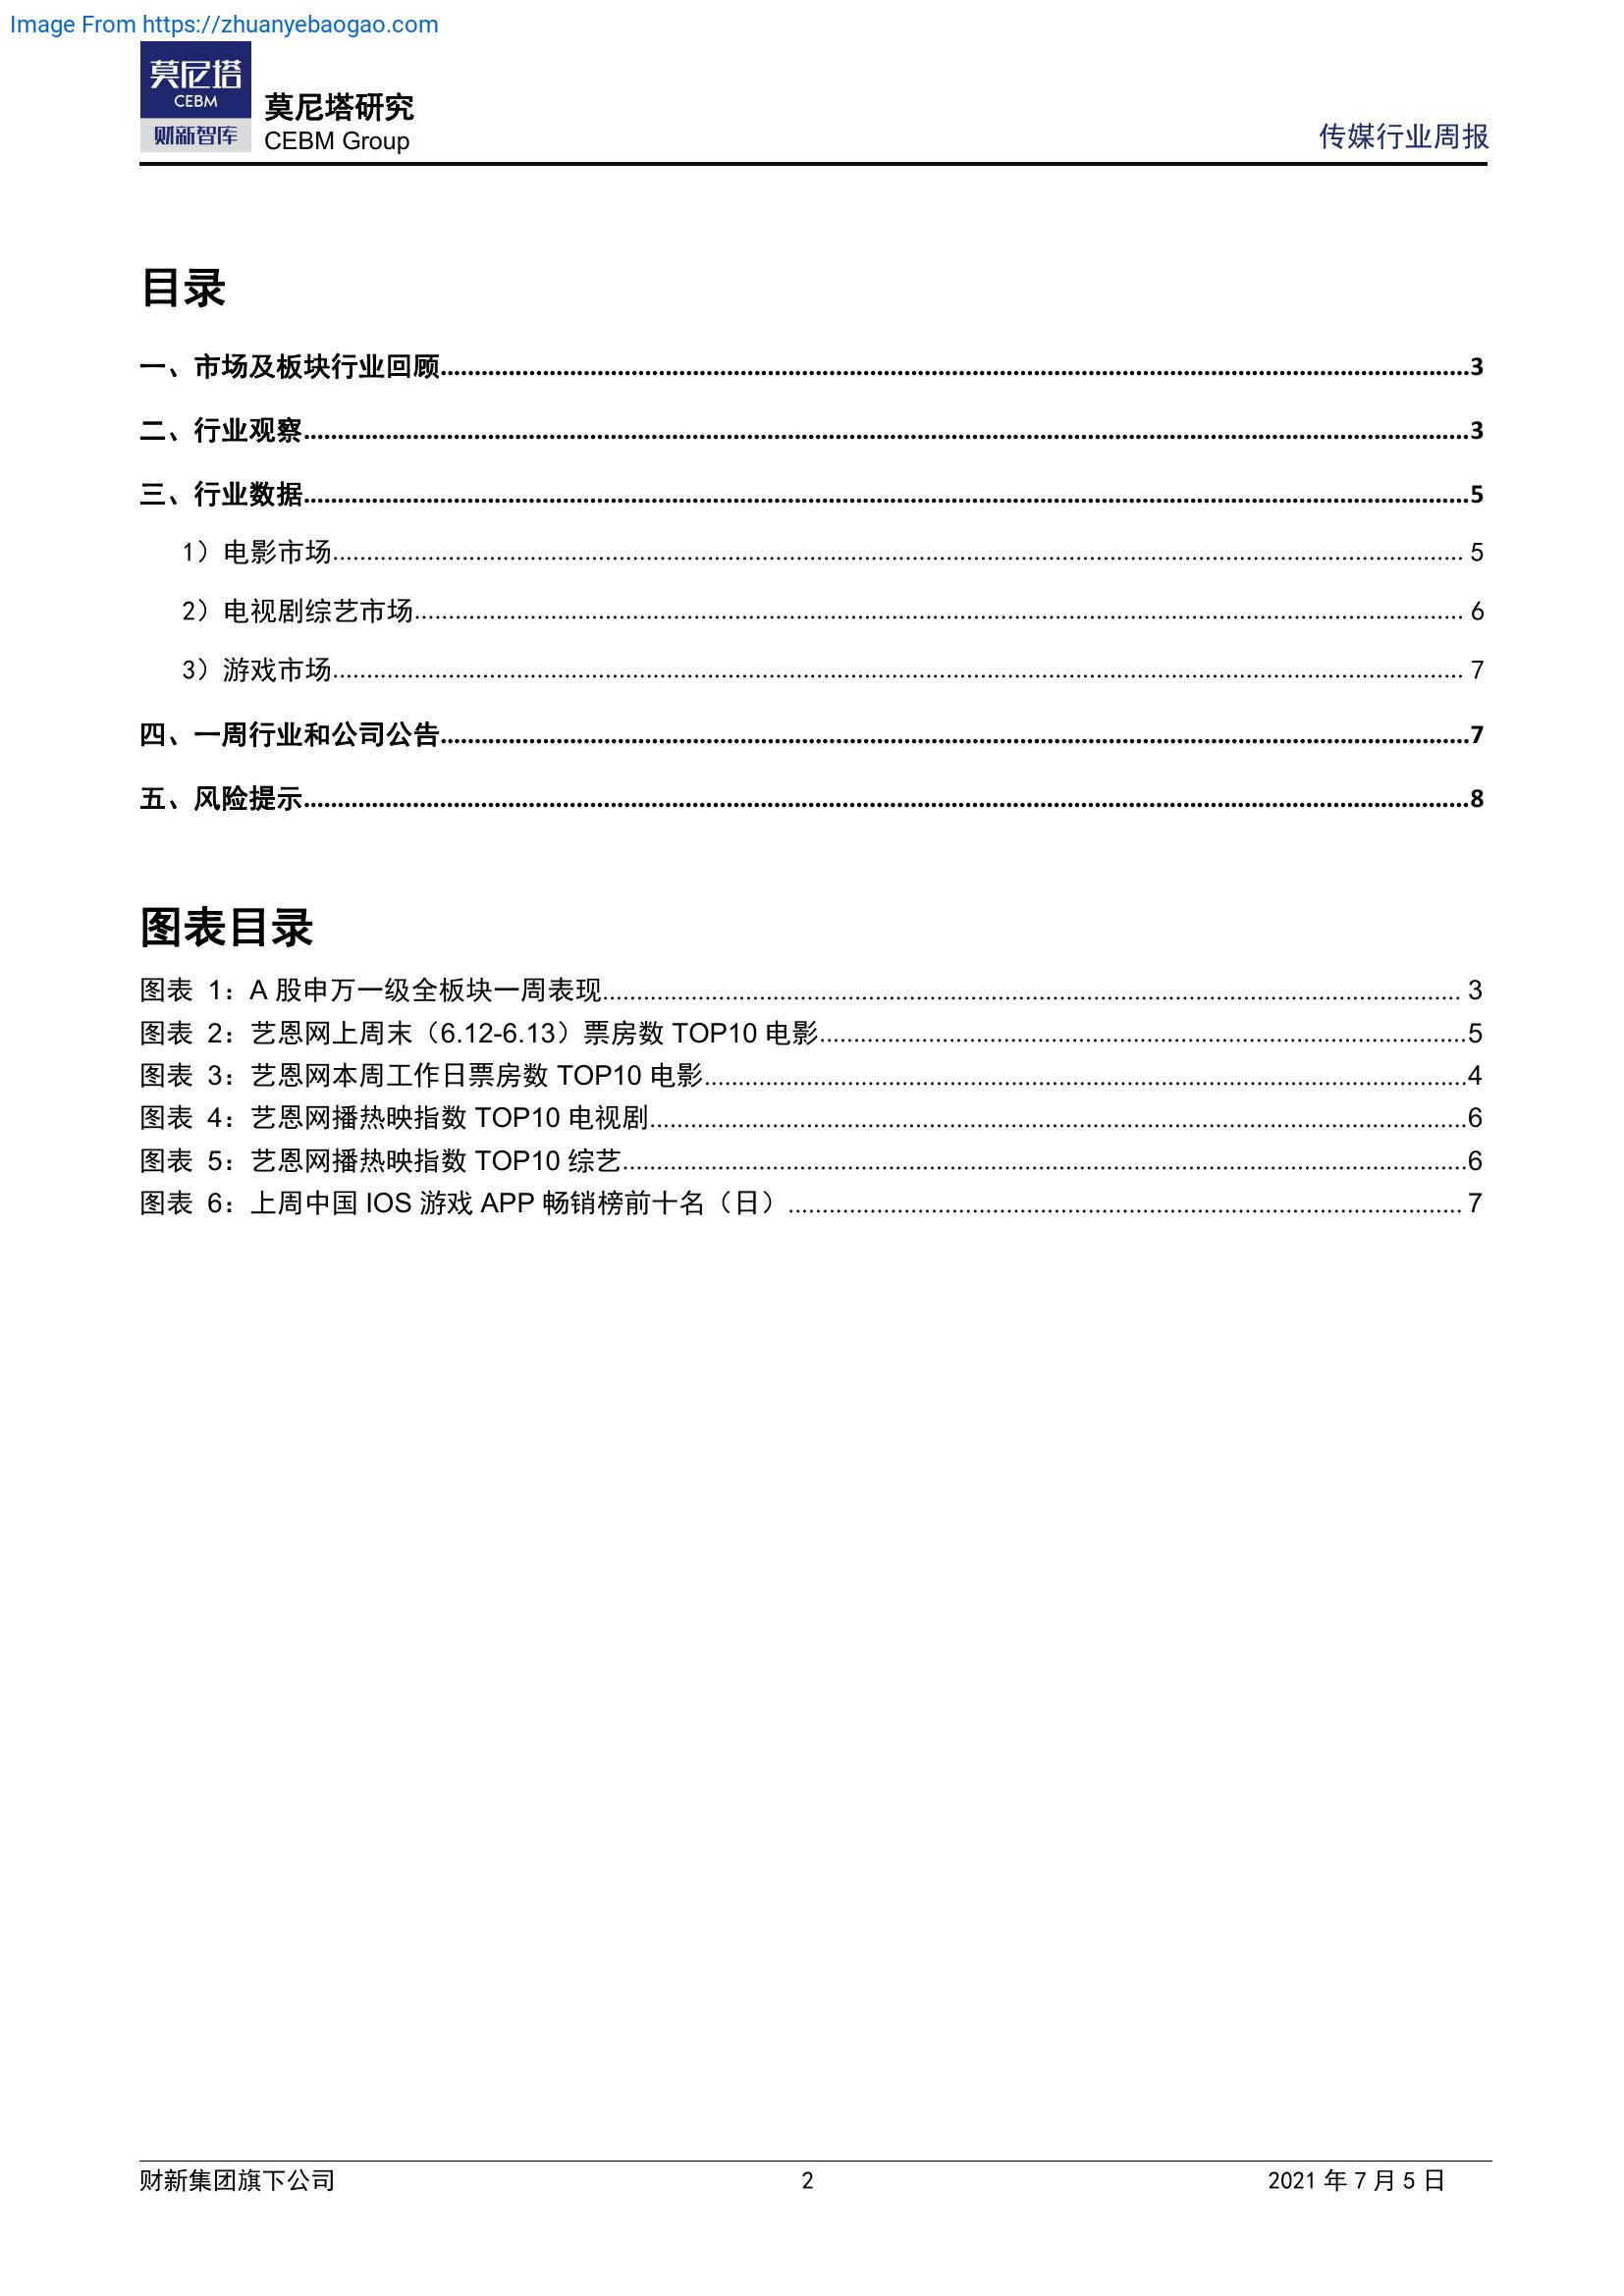 Image From https://zhuanyebaogao.com
莫尼塔
CEBM
财新智库
莫尼塔研究
CEBM Group
传媒行业周报
目录
一、市场及板块行业回顾 3
二、行业观察 3
三、行业数据 5
1）电影市场 5
2）电视剧综艺市场 6
3）游戏市场 7
四、一周行业和公司公告 7
五、风险提示 8
图表目录
图表 1：A 股申万一级全板块一周表现 3
图表 2：艺恩网上周末（6.12-6.13）票房数 TOP10 电影 5
图表 3：艺恩网本周工作日票房数 TOP10 电影 4
图表 4：艺恩网播热映指数 TOP10 电视剧 6
图表 5：艺恩网播热映指数 TOP10 综艺 6
图表 6：上周中国 IOS 游戏 APP 畅销榜前十名（日） 7
财新集团旗下公司 2 2021 年 7 月 5 日